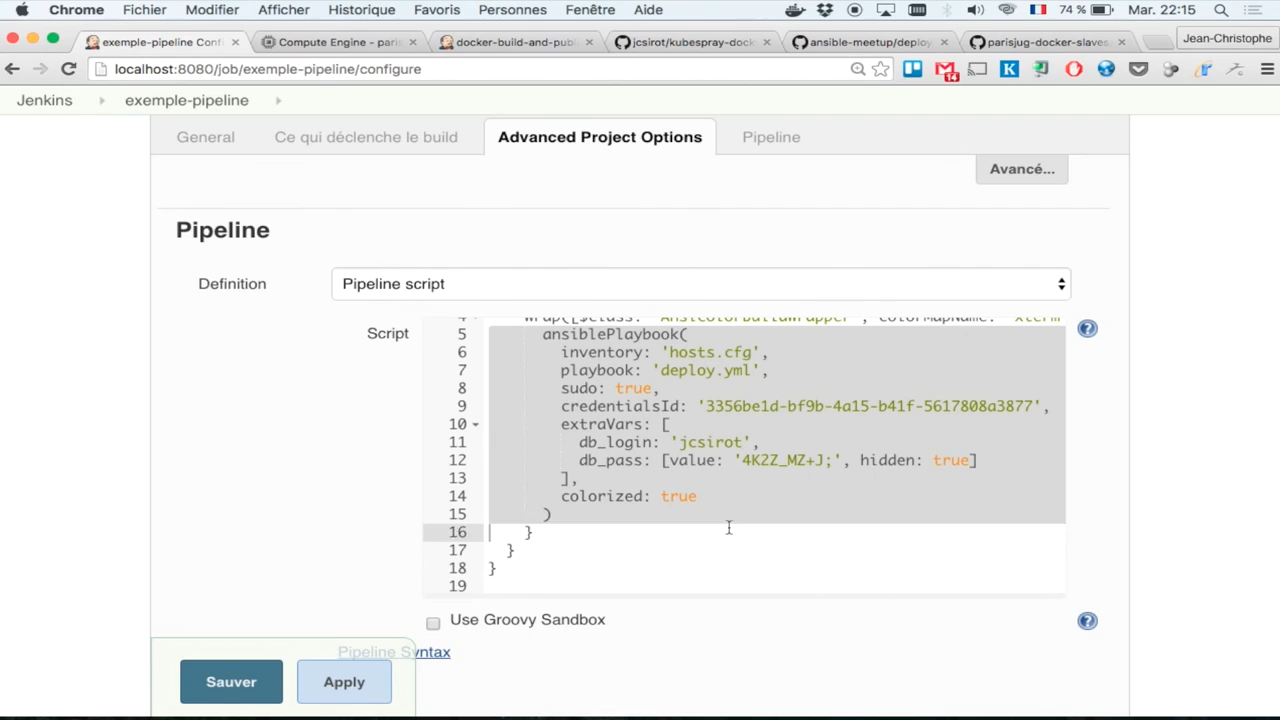 Chrome Fichier Modifier Afficher Historique Favoris Personnes Fenêtre Aide 74 % Mar. 22:15
exemple-pipeline Confi Compute Engine - paris docker-build-and-publi jcsirot/kubespray-dock ansible-meetup/deploy parisjug-docker-slaves Jean-Christophe
localhost:8080/job/exemple-pipeline/configure 14
Jenkins exemple-pipeline
General Ce qui déclenche le build Advanced Project Options Pipeline
Avancé...
Pipeline
Definition Pipeline script
Script
5 ansiblePlaybook(
6 inventory: 'hosts.cfg',
7 playbook: 'deploy.yml',
8 sudo: true,
9 credentialsId: '3356be1d-bf9b-4a15-b41f-5617808a3877',
10 extraVars: [
11 db_login: 'jcsirot',
12 db_pass: [value: '4K2Z_MZ+J;', hidden: true]
13 ],
14 colorized: true
15 )
16 }
17 }
18 }
19
Use Groovy Sandbox
Pipeline Syntax
Sauver Apply